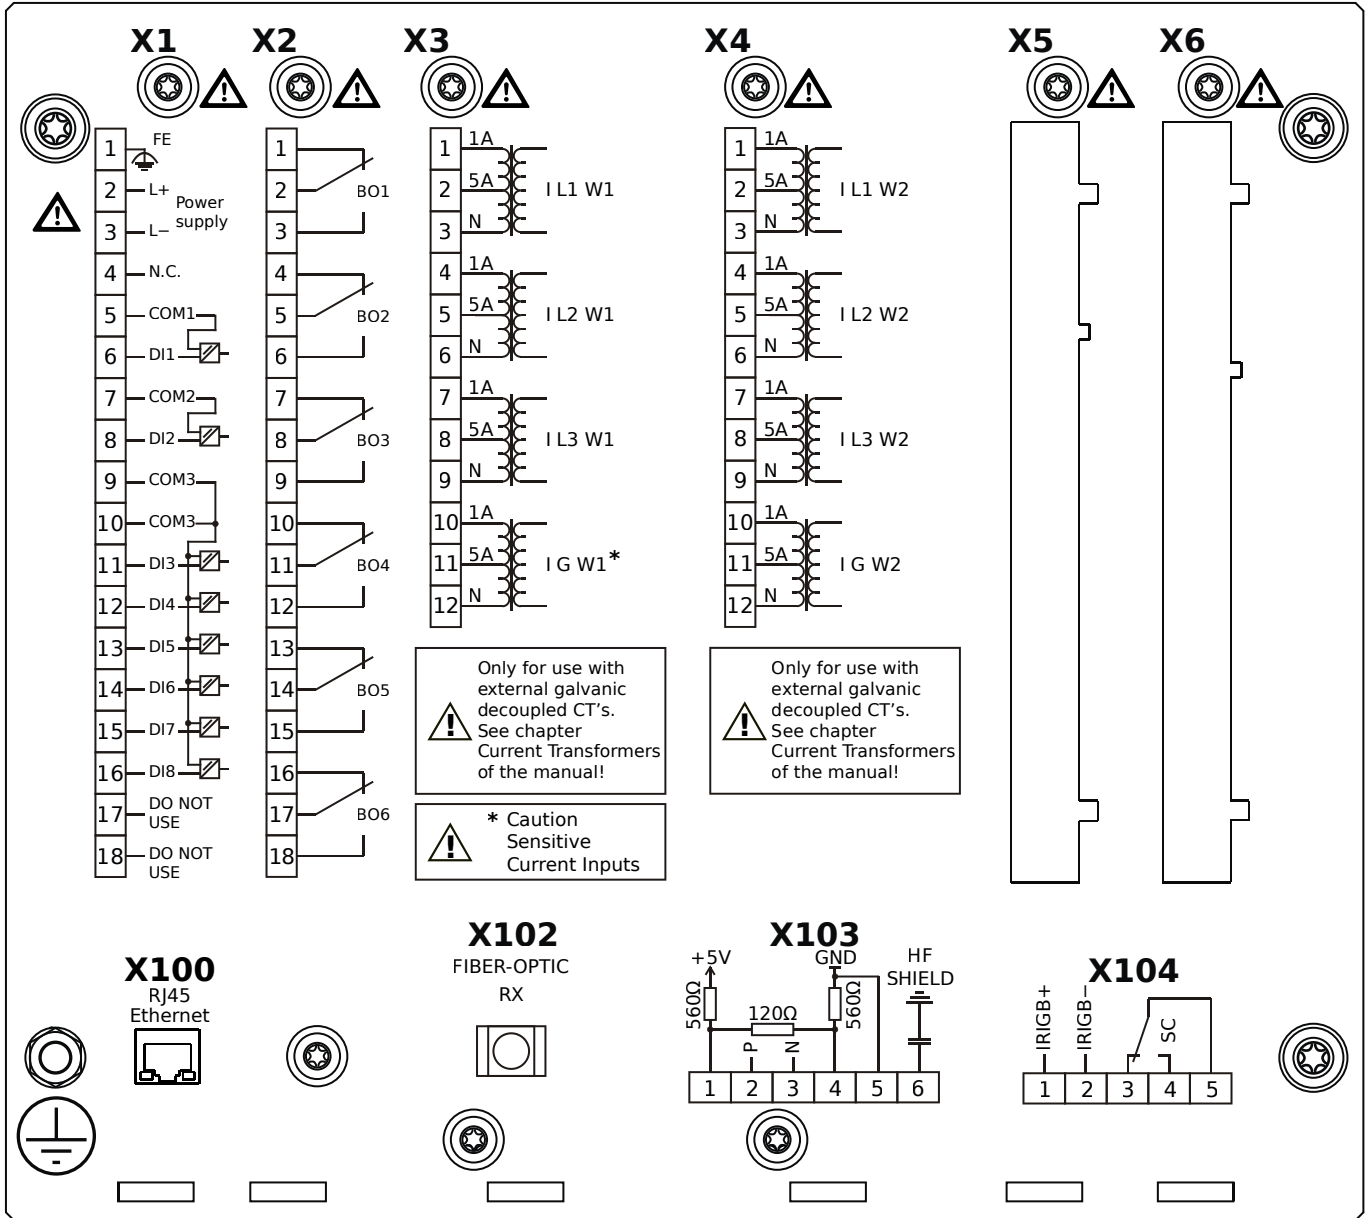 X1
X2
X3
X4
X5
X6
1
FE
2
L+
Power
supply
3
L−
4
N.C.
5
COM1
6
DI1
7
COM2
8
DI2
9
COM3
10
COM3
11
DI3
12
DI4
13
DI5
14
DI6
15
DI7
16
DI8
17
DO NOT
USE
18
DO NOT
USE
1
2
BO1
3
4
5
BO2
6
7
8
BO3
9
10
11
BO4
12
13
14
BO5
15
16
17
BO6
18
1
1A
2
5A
I L1 W1
3
N
4
1A
5
5A
I L2 W1
6
N
7
1A
8
5A
I L3 W1
9
N
10
1A
11
5A
I G W1*
12
N
Only for use with
external galvanic
decoupled CT's.
See chapter
Current Transformers
of the manual!
* Caution
Sensitive
Current Inputs
1
1A
2
5A
I L1 W2
3
N
4
1A
5
5A
I L2 W2
6
N
7
1A
8
5A
I L3 W2
9
N
10
1A
11
5A
I G W2
12
N
Only for use with
external galvanic
decoupled CT's.
See chapter
Current Transformers
of the manual!
X100
RJ45
Ethernet
X102
FIBER-OPTIC
RX
X103
+5V
GND
HF
SHIELD
560Ω
120Ω
560Ω
P
N
1 2 3 4 5 6
X104
IRIGB+
IRIGB−
SC
1 2 3 4 5